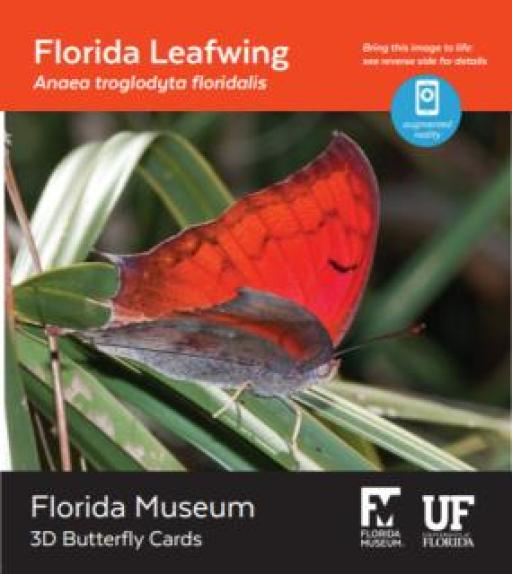 Florida Leafwing
Anaea troglodyta floridalis
Bring this image to life:
see reverse side for details
augmented
reality
Florida Museum
3D Butterfly Cards
FM
FLORIDA
MUSEUM.
UF
UNIVERSITY of
FLORIDA